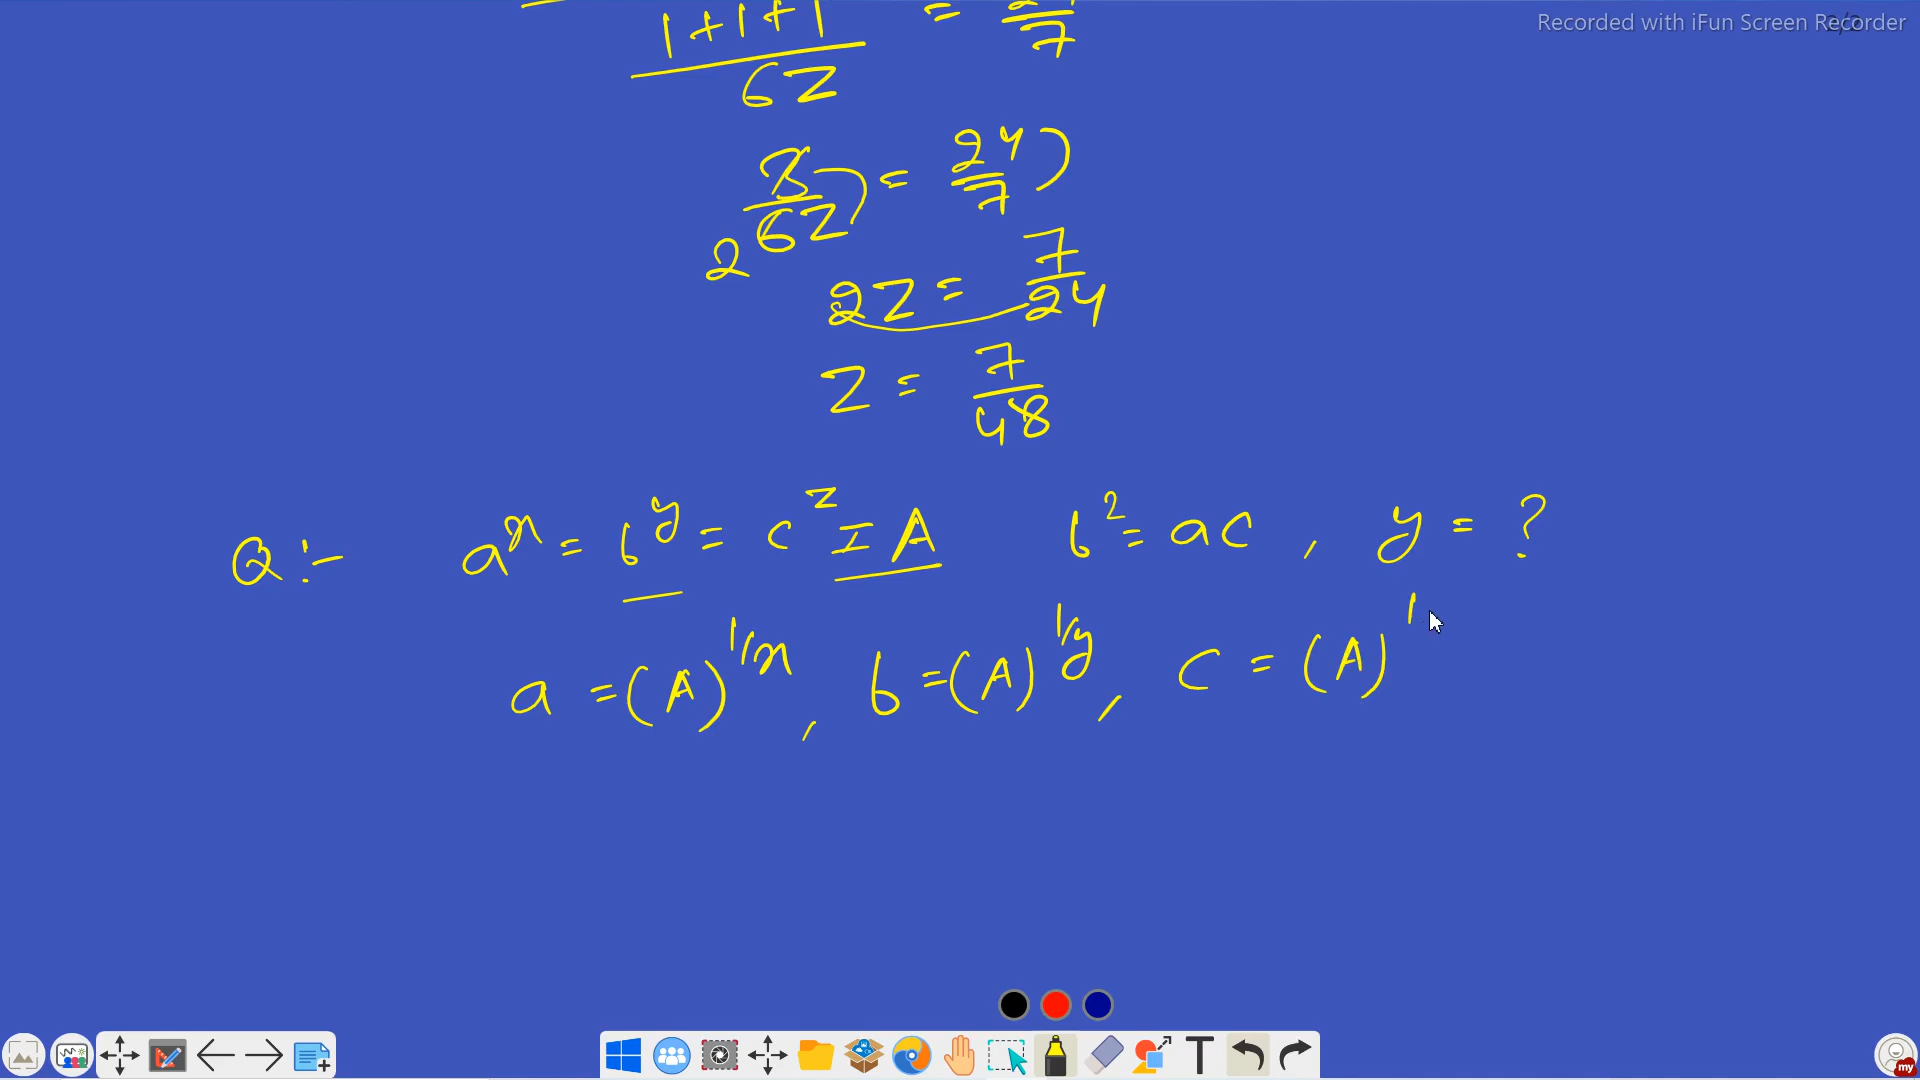 Recorded with iFun Screen Recorder
1+1+1 / 6z = 24/7
3/6z = 24/7
2
2z = 7/24
z = 7/48
Q:- a^x = b^y = c^z = A b^2 = ac , y = ?
a = (A)^1/x , b = (A)^1/y , c = (A)^1
T
my